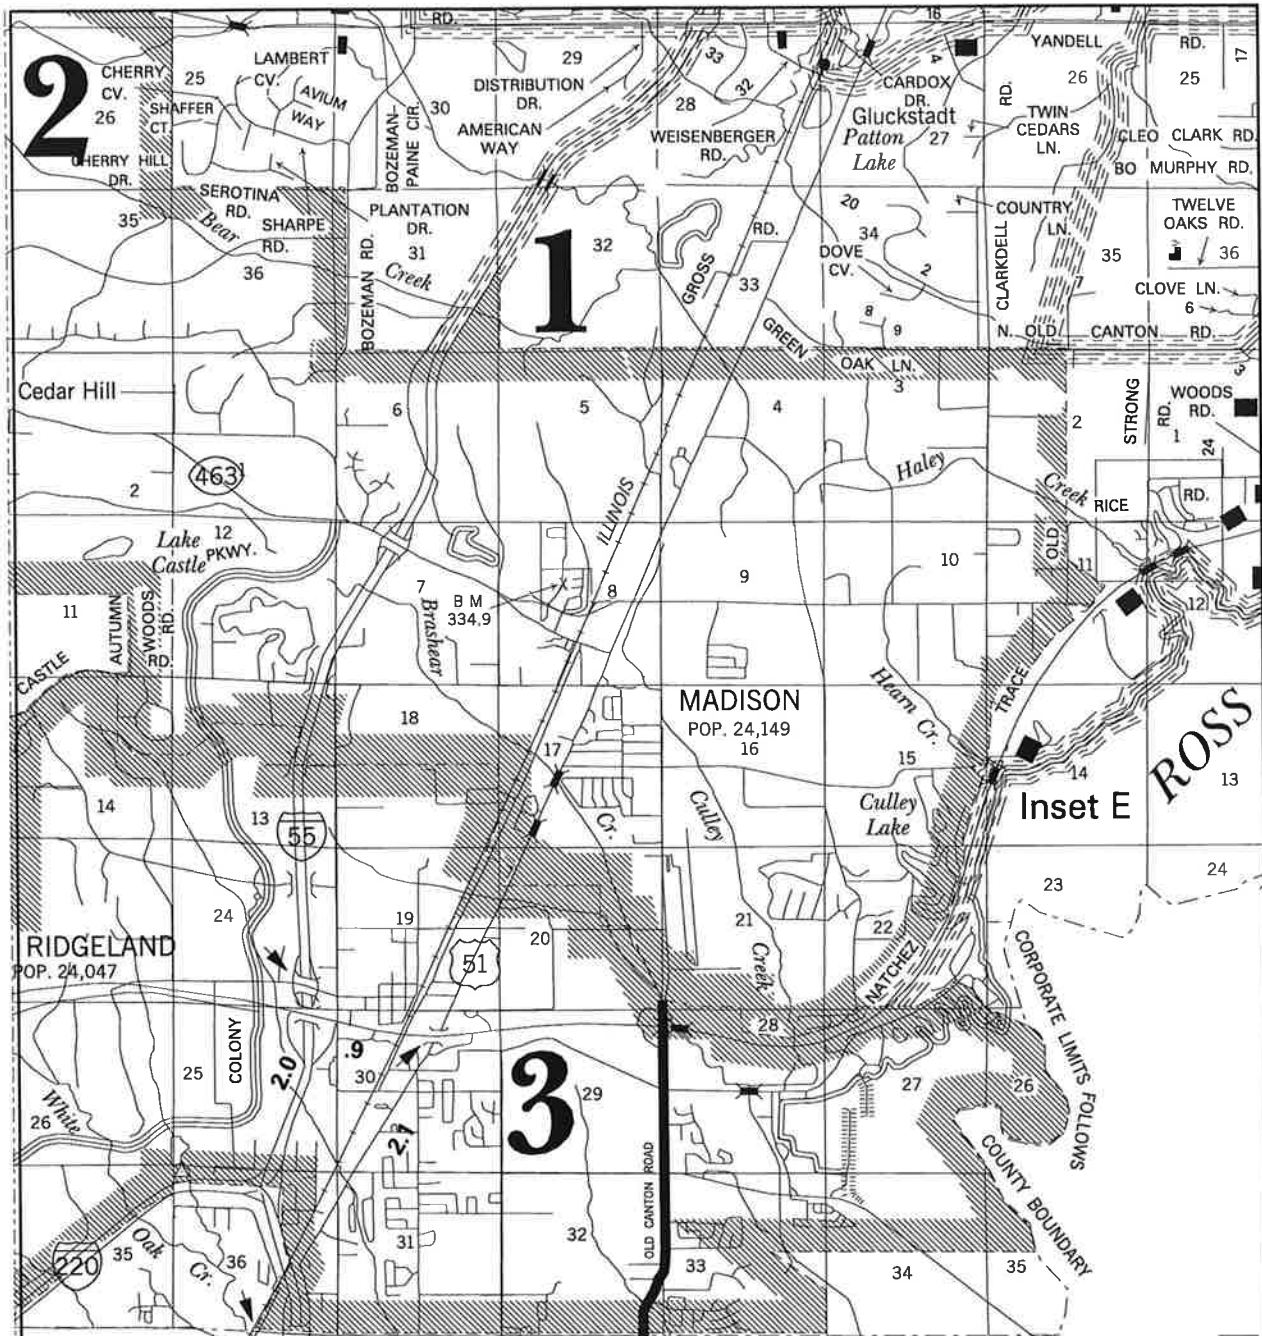 RD.
16
2
CHERRY
CV.
26
25
LAMBERT
CV.
SHAFFER
CT.
AVIUM
WAY
CHERRY HILL
DR.
BOZEMAN-
PAINE CIR.
30
29
DISTRIBUTION
DR.
AMERICAN
WAY
33
32
28
WEISENBERGER
RD.
4
CARDOX
DR.
Gluckstadt
Patton
Lake
27
RD.
YANDELL
RD.
17
26
25
TWIN
CEDARS
LN.
CLEO CLARK RD.
BO MURPHY RD.
35
SEROTINA
RD.
SHARPE
RD.
Bear
Creek
36
PLANTATION
DR.
31
BOZEMAN RD.
1
32
GROSS
RD.
33
20
34
DOVE
CV.
2
8
9
COUNTRY
LN.
CLARKDELL
35
7
TWELVE
OAKS RD.
36
CLOVE LN.
6
N. OLD CANTON RD.
3
GREEN
OAK LN.
3
Cedar Hill
6
5
4
2
STRONG
RD.
WOODS
RD.
1
24
463
2
Haley
Creek
RICE
RD.
ILLINOIS
Lake
Castle
12
PKWY.
7
Brashear
B M
334,9
8
9
10
OLD
11
12
11
AUTUMN
WOODS
RD.
RD.
CASTLE
Hearn Cr.
TRACE
18
17
MADISON
POP. 24,149
16
15
14
13
ROSS
Inset E
14
13
55
Cr.
Culley
Creek
Culley
Lake
24
19
20
21
22
23
24
RIDGELAND
POP. 24,047
51
NATCHEZ
28
CORPORATE LIMITS FOLLOWS
COUNTY BOUNDARY
COLONY
25
2.0
.9
30
2.1
3
29
27
26
26
White
OLD CANTON ROAD
220
35
Oak
Cr.
36
31
32
33
34
35